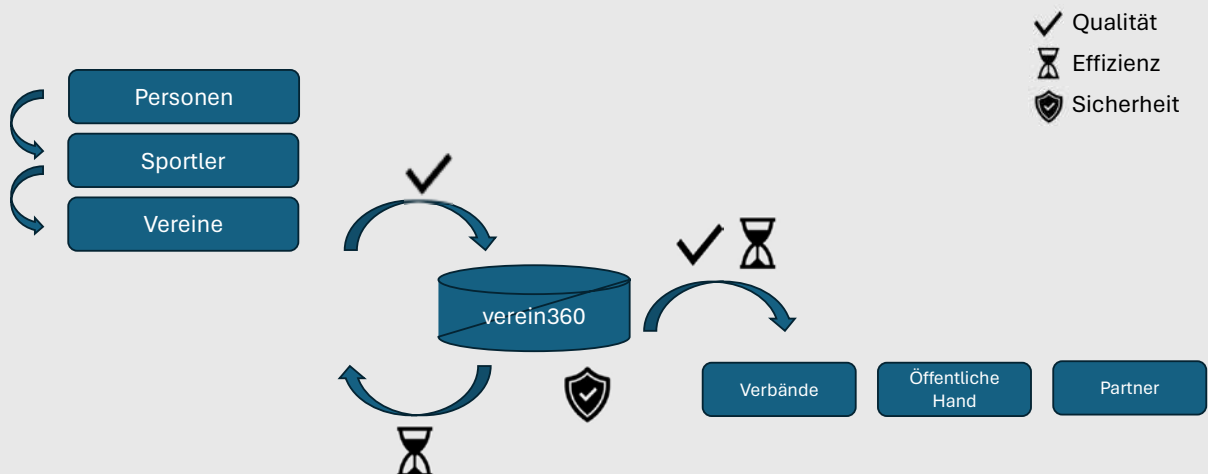 Qualität
Effizienz
Sicherheit
Personen
Sportler
Vereine
verein360
Verbände
Öffentliche
Hand
Partner